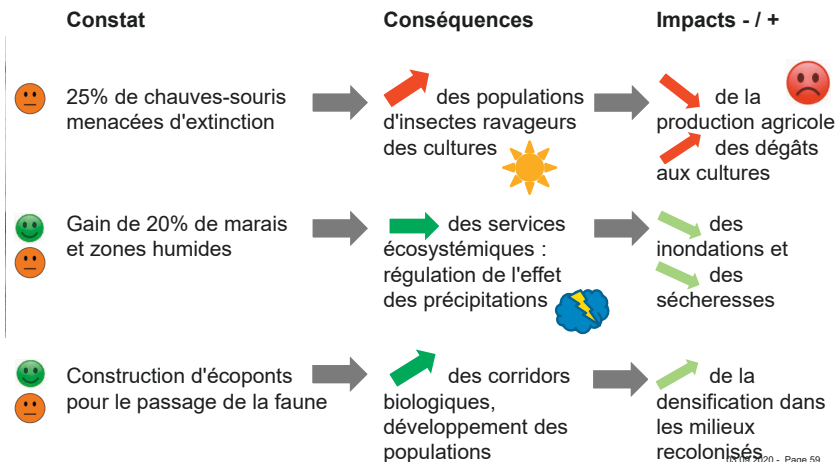 Constat
Conséquences
Impacts - / +
25% de chauves-souris
menacées d'extinction
des populations
d'insectes ravageurs
des cultures
de la
production agricole
des dégâts
aux cultures
Gain de 20% de marais
et zones humides
des services
écosystémiques :
régulation de l'effet
des précipitations
des
inondations et
des
sécheresses
Construction d'écoponts
pour le passage de la faune
des corridors
biologiques,
développement des
populations
de la
densification dans
les milieux
recolonisés
03.09.2020 - Page 59